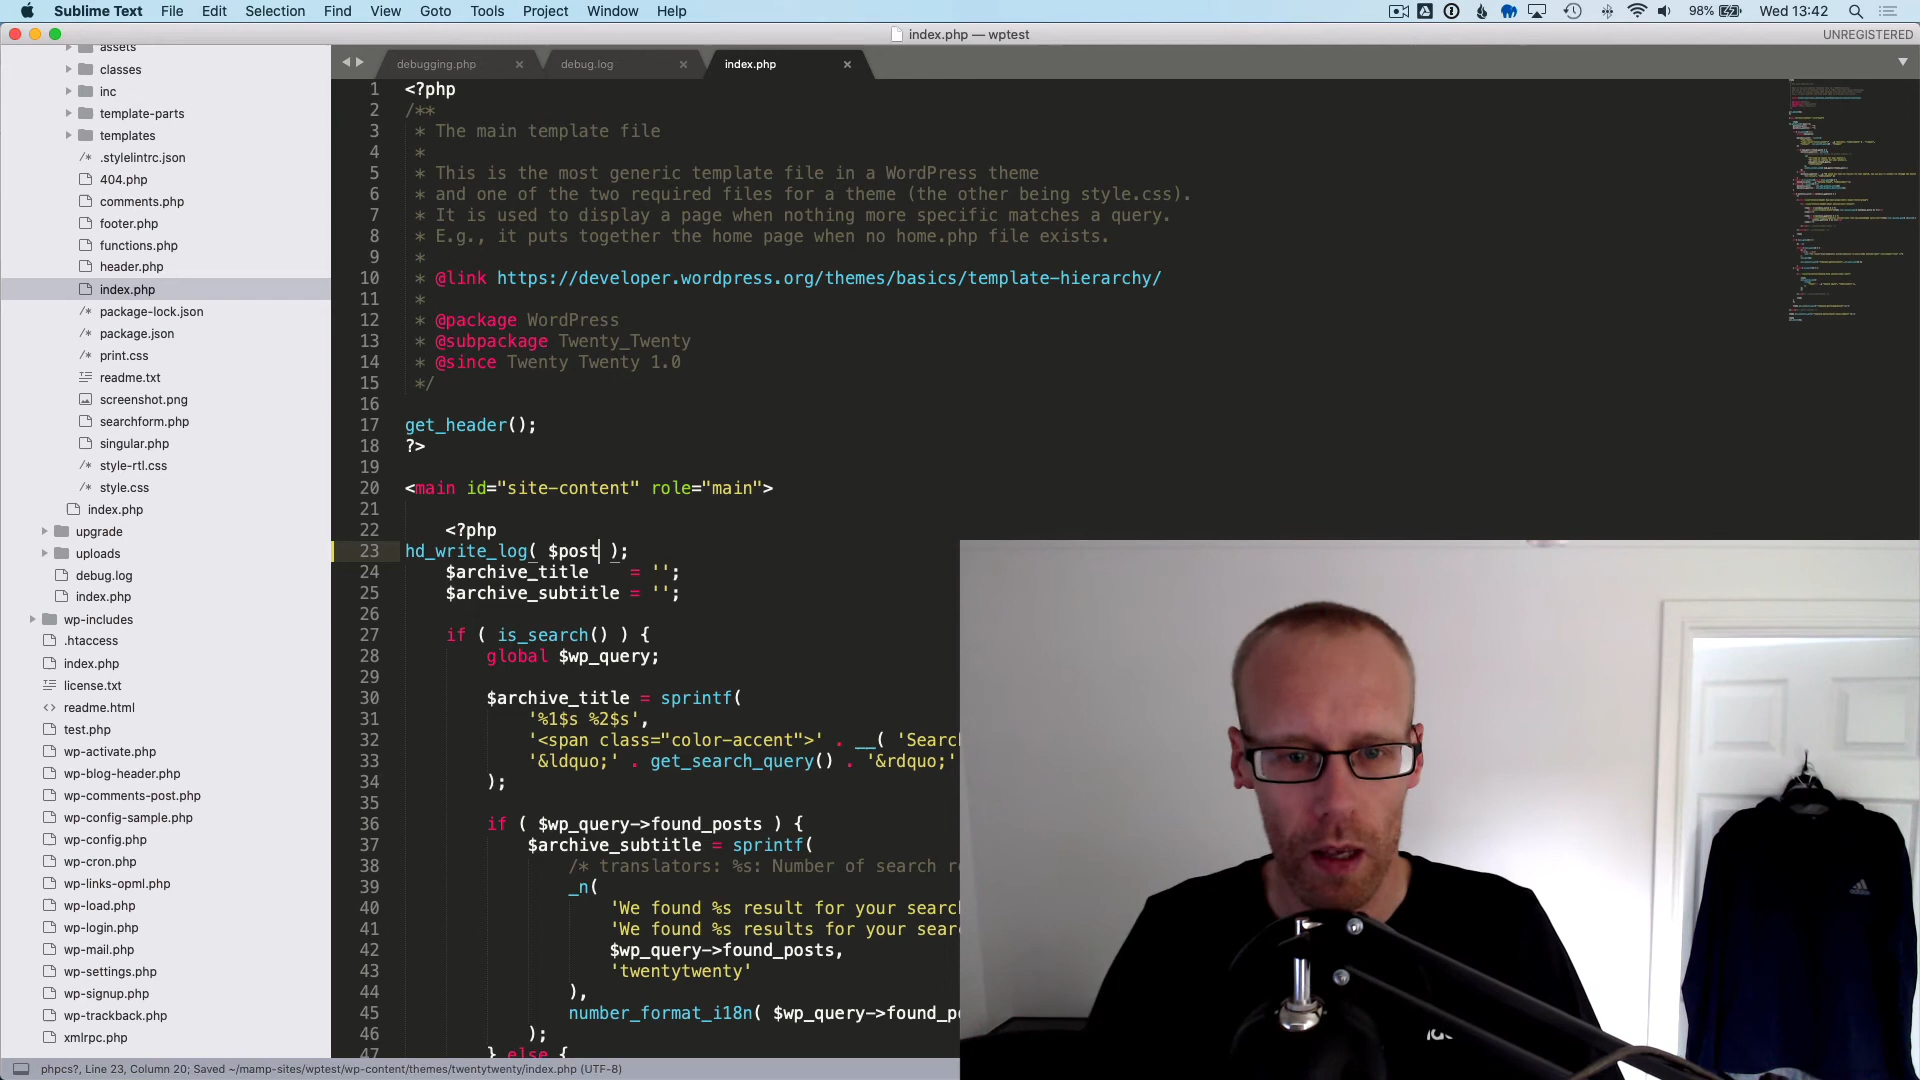 Sublime Text File Edit Selection Find View Goto Tools Project Window Help 98% Wed 13:42
index.php — wptest UNREGISTERED
assets
classes
inc
template-parts
templates
.stylelintrc.json
404.php
comments.php
footer.php
functions.php
header.php
index.php
package-lock.json
package.json
print.css
readme.txt
screenshot.png
searchform.php
singular.php
style-rtl.css
style.css
index.php
upgrade
uploads
debug.log
index.php
wp-includes
.htaccess
index.php
license.txt
readme.html
test.php
wp-activate.php
wp-blog-header.php
wp-comments-post.php
wp-config-sample.php
wp-config.php
wp-cron.php
wp-links-opml.php
wp-load.php
wp-login.php
wp-mail.php
wp-settings.php
wp-signup.php
wp-trackback.php
xmlrpc.php
debugging.php debug.log index.php
1 <?php
2 /**
3 * The main template file
4 *
5 * This is the most generic template file in a WordPress theme
6 * and one of the two required files for a theme (the other being style.css).
7 * It is used to display a page when nothing more specific matches a query.
8 * E.g., it puts together the home page when no home.php file exists.
9 *
10 * @link https://developer.wordpress.org/themes/basics/template-hierarchy/
11 *
12 * @package WordPress
13 * @subpackage Twenty_Twenty
14 * @since Twenty Twenty 1.0
15 */
16
17 get_header();
18 ?>
19
20 <main id="site-content" role="main">
21
22 <?php
23 hd_write_log( $post );
24 $archive_title = '';
25 $archive_subtitle = '';
26
27 if ( is_search() ) {
28 global $wp_query;
29
30 $archive_title = sprintf(
31 '%1$s %2$s',
32 '<span class="color-accent">' . __( 'Searc
33 '&ldquo;' . get_search_query() . '&rdquo;'
34 );
35
36 if ( $wp_query->found_posts ) {
37 $archive_subtitle = sprintf(
38 /* translators: %s: Number of search re
39 _n(
40 'We found %s result for your search
41 'We found %s results for your sear
42 $wp_query->found_posts,
43 'twentytwenty'
44 ),
45 number_format_i18n( $wp_query->found_po
46 );
47 } else {
phpcs?, Line 23, Column 20; Saved ~/mamp-sites/wptest/wp-content/themes/twentytwenty/index.php (UTF-8)